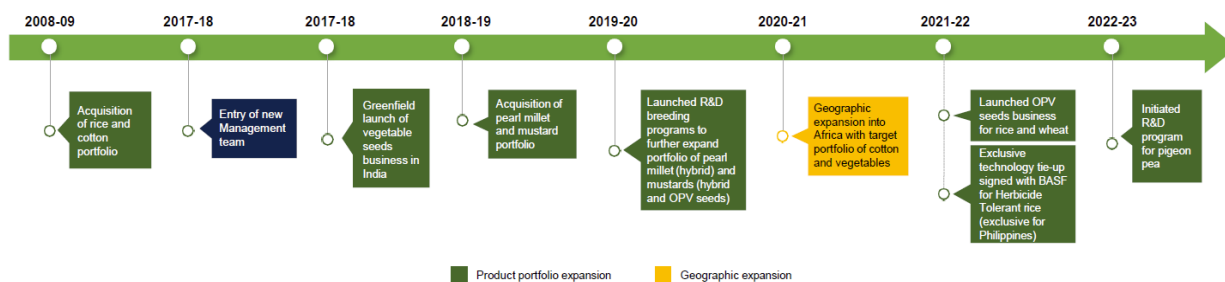 2008-09
2017-18
2017-18
2018-19
2019-20
2020-21
2021-22
2022-23
Acquisition
of rice and
cotton
portfolio
Entry of new
Management
team
Greenfield
launch of
vegetable
seeds
business in
India
Acquisition of
pearl millet
and mustard
portfolio
Launched R&D
breeding
programs to
further expand
portfolio of pearl
millet (hybrid) and
mustards (hybrid
and OPV seeds)
Geographic
expansion into
Africa with target
portfolio of cotton
and vegetables
Launched OPV
seeds business
for rice and wheat
Exclusive
technology tie-up
signed with BASF
for Herbicide
Tolerant rice
(exclusive for
Philippines)
Initiated
R&D
program
for pigeon
pea
Product portfolio expansion
Geographic expansion